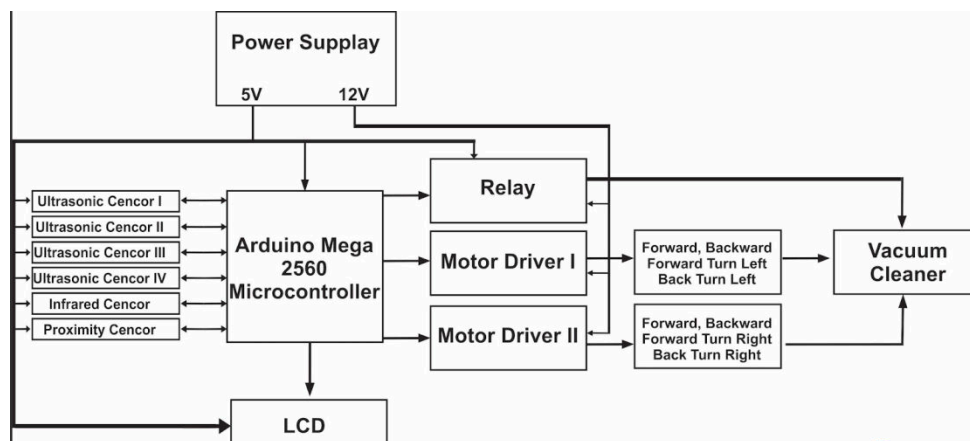 Power Supplay
5V 12V
Ultrasonic Cencor I
Ultrasonic Cencor II
Ultrasonic Cencor III
Ultrasonic Cencor IV
Infrared Cencor
Proximity Cencor
Arduino Mega
2560
Microcontroller
Relay
Motor Driver I
Motor Driver II
Forward, Backward
Forward Turn Left
Back Turn Left
Forward, Backward
Forward Turn Right
Back Turn Right
Vacuum
Cleaner
LCD